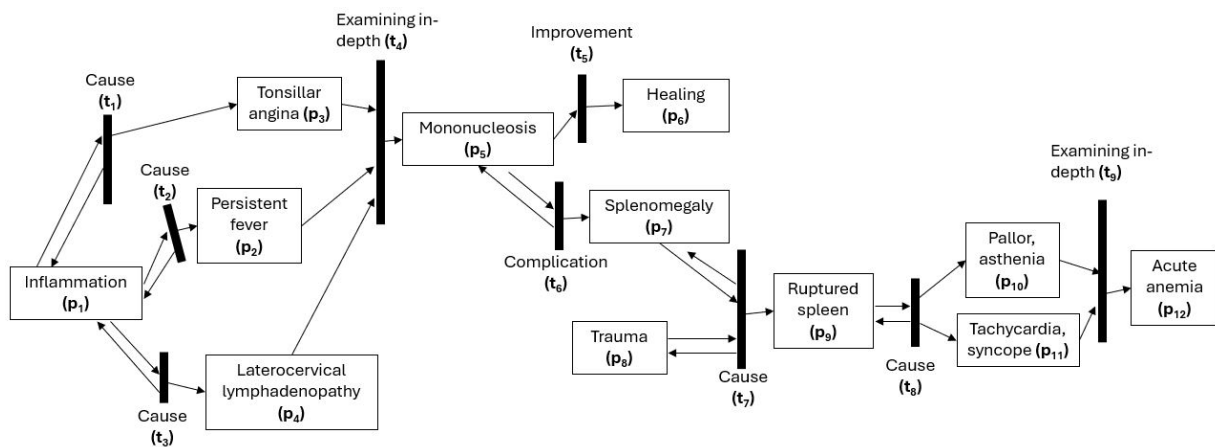 Examining in-
depth (t4)
Improvement
(t5)
Cause
(t1)
Tonsillar
angina (p3)
Healing
(p6)
Mononucleosis
(p5)
Cause
(t2)
Examining in-
depth (t9)
Persistent
fever
(p2)
Splenomegaly
(p7)
Pallor,
asthenia
(p10)
Complication
(t6)
Inflammation
(p1)
Ruptured
spleen
(p9)
Acute
anemia
(p12)
Trauma
(p8)
Tachycardia,
syncope (p11)
Laterocervical
lymphadenopathy
(p4)
Cause
(t7)
Cause
(t8)
Cause
(t3)